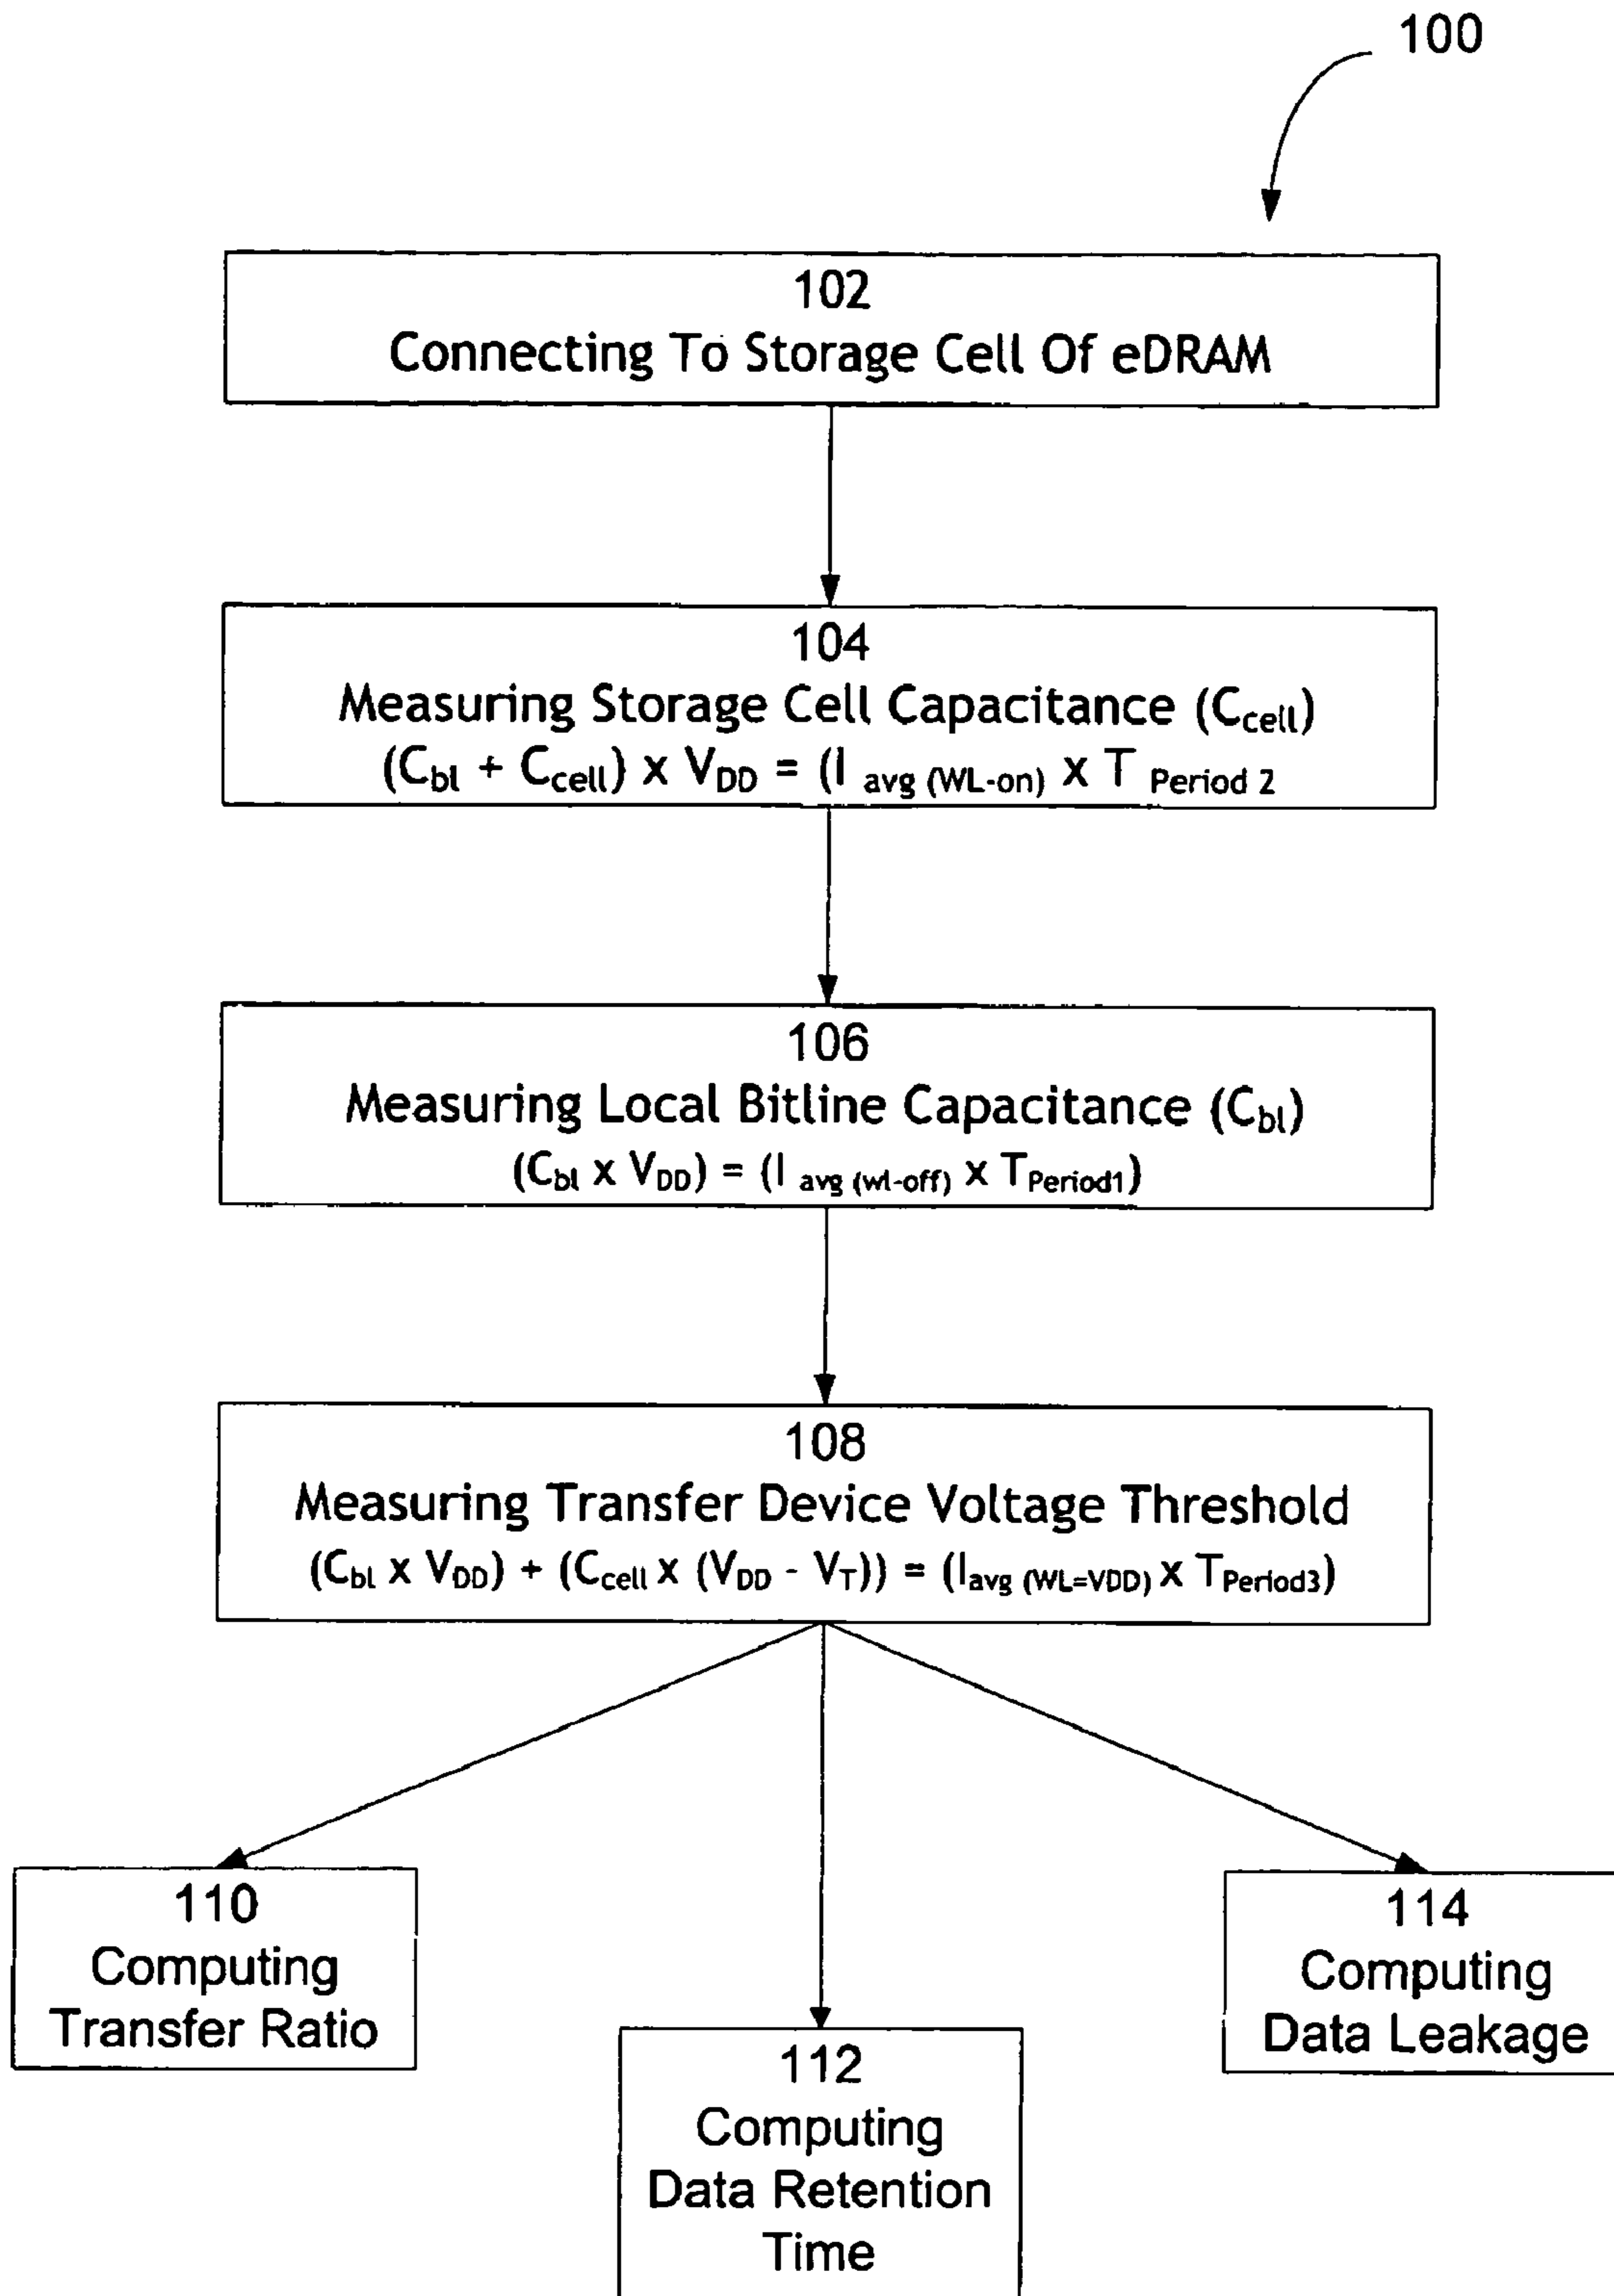 100
102
Connecting To Storage Cell Of eDRAM
104
Measuring Storage Cell Capacitance (Ccell)
(Cbl + Ccell) x VDD = (I avg (WL-on) x T Period 2
106
Measuring Local Bitline Capacitance (Cbl)
(Cbl x VDD) = (I avg (wl-off) x TPeriod1)
108
Measuring Transfer Device Voltage Threshold
(Cbl x VDD) + (Ccell x (VDD - VT)) = (Iavg (WL=VDD) x TPeriod3)
110
Computing
Transfer Ratio
112
Computing
Data Retention
Time
114
Computing
Data Leakage